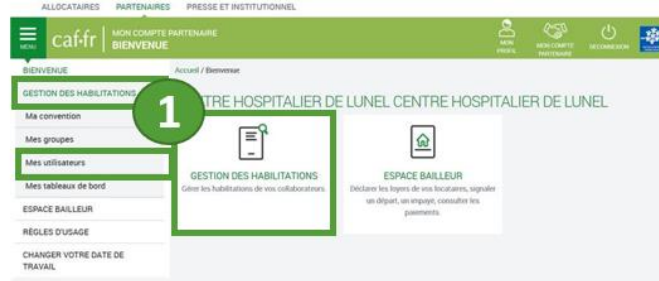 ALLOCATAIRES PARTENAIRES PRESSE ET INSTITUTIONNEL
MENU
caf.fr
MON COMPTE PARTENAIRE
BIENVENUE
MON PROFIL
MON COMPTE PARTENAIRE
DÉCONNEXION
BIENVENUE
GESTION DES HABILITATIONS
Ma convention
Mes groupes
Mes utilisateurs
Mes tableaux de bord
ESPACE BAILLEUR
RÈGLES D'USAGE
CHANGER VOTRE DATE DE
TRAVAIL
1
Accueil / Bienvenue
TRE HOSPITALIER DE LUNEL CENTRE HOSPITALIER DE LUNEL
GESTION DES HABILITATIONS
Gérer les habilitations de vos collaborateurs.
ESPACE BAILLEUR
Déclarer les loyers de vos locataires, signaler
un départ, un impayé, consulter les
paiements.